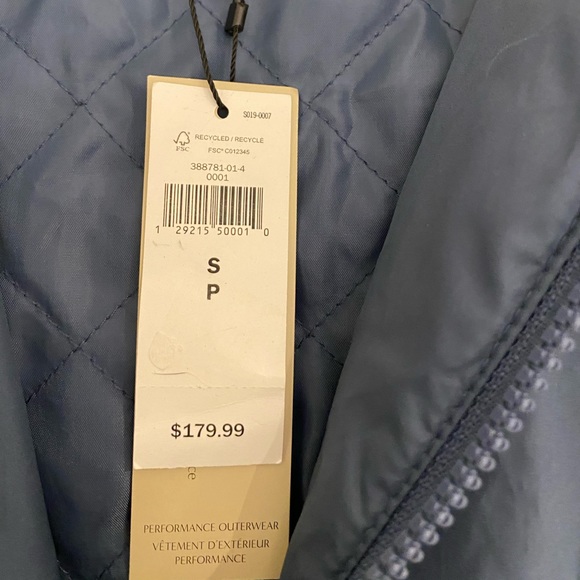 S019-0007
RECYCLED / RECYCLÉ
FSC
FSC® C012345
388781-01-4
0001
1 29215 50001 0
S
P
$179.99
PERFORMANCE OUTERWEAR
VÊTEMENT D'EXTÉRIEUR
PERFORMANCE